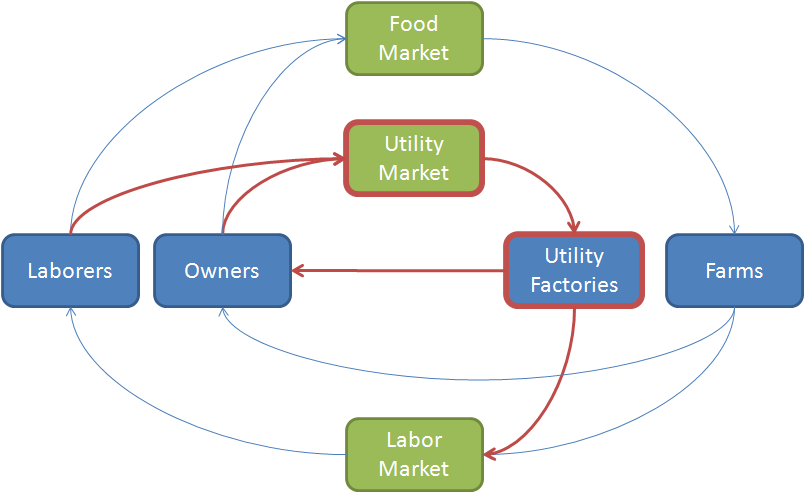 Food
Market
Utility
Market
Laborers
Owners
Utility
Factories
Farms
Labor
Market